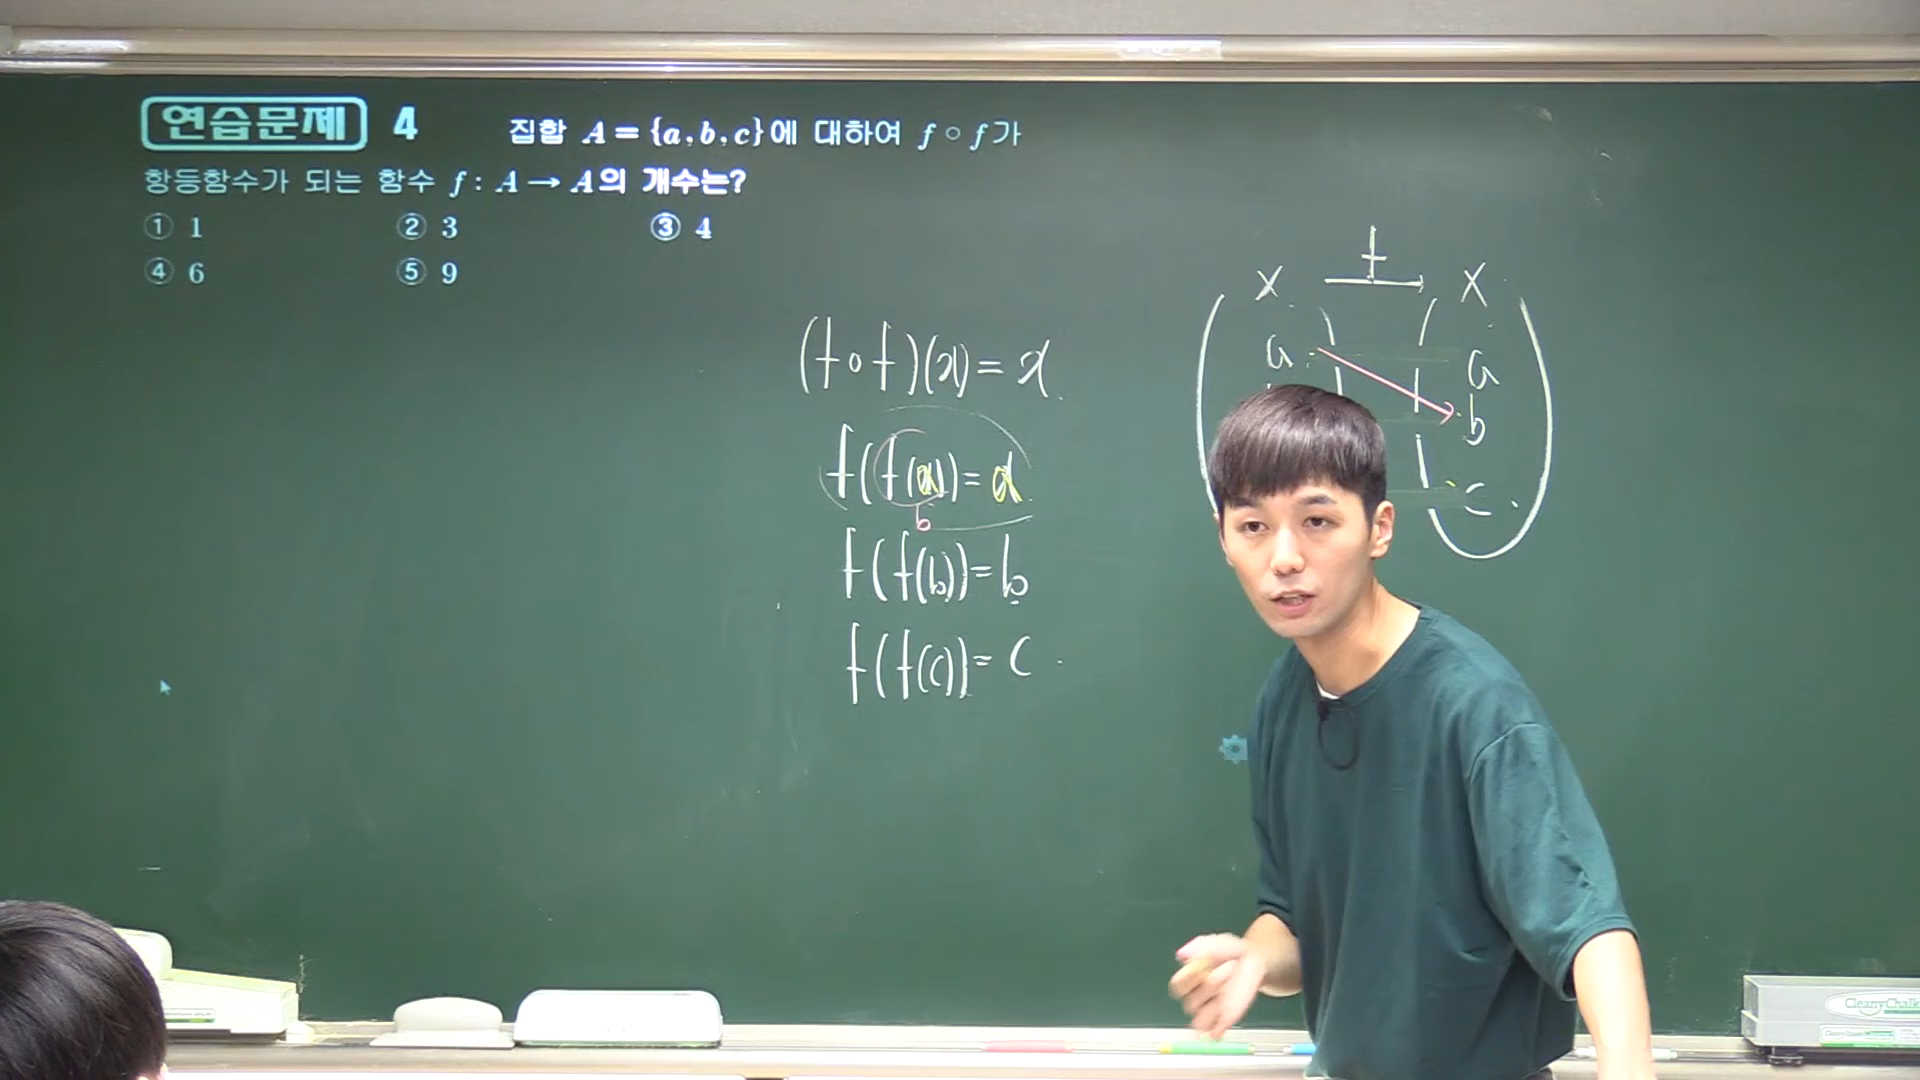 연습문제 4 집합 A = {a, b, c}에 대하여 f ∘ f가
항등함수가 되는 함수 f : A → A의 개수는?
① 1 ② 3 ③ 4
④ 6 ⑤ 9
(f∘f)(x) = x
f(f(a)) = a
b
f(f(b)) = b
f(f(c)) = c
f
X → X
a a
b
c
CleanyChalk